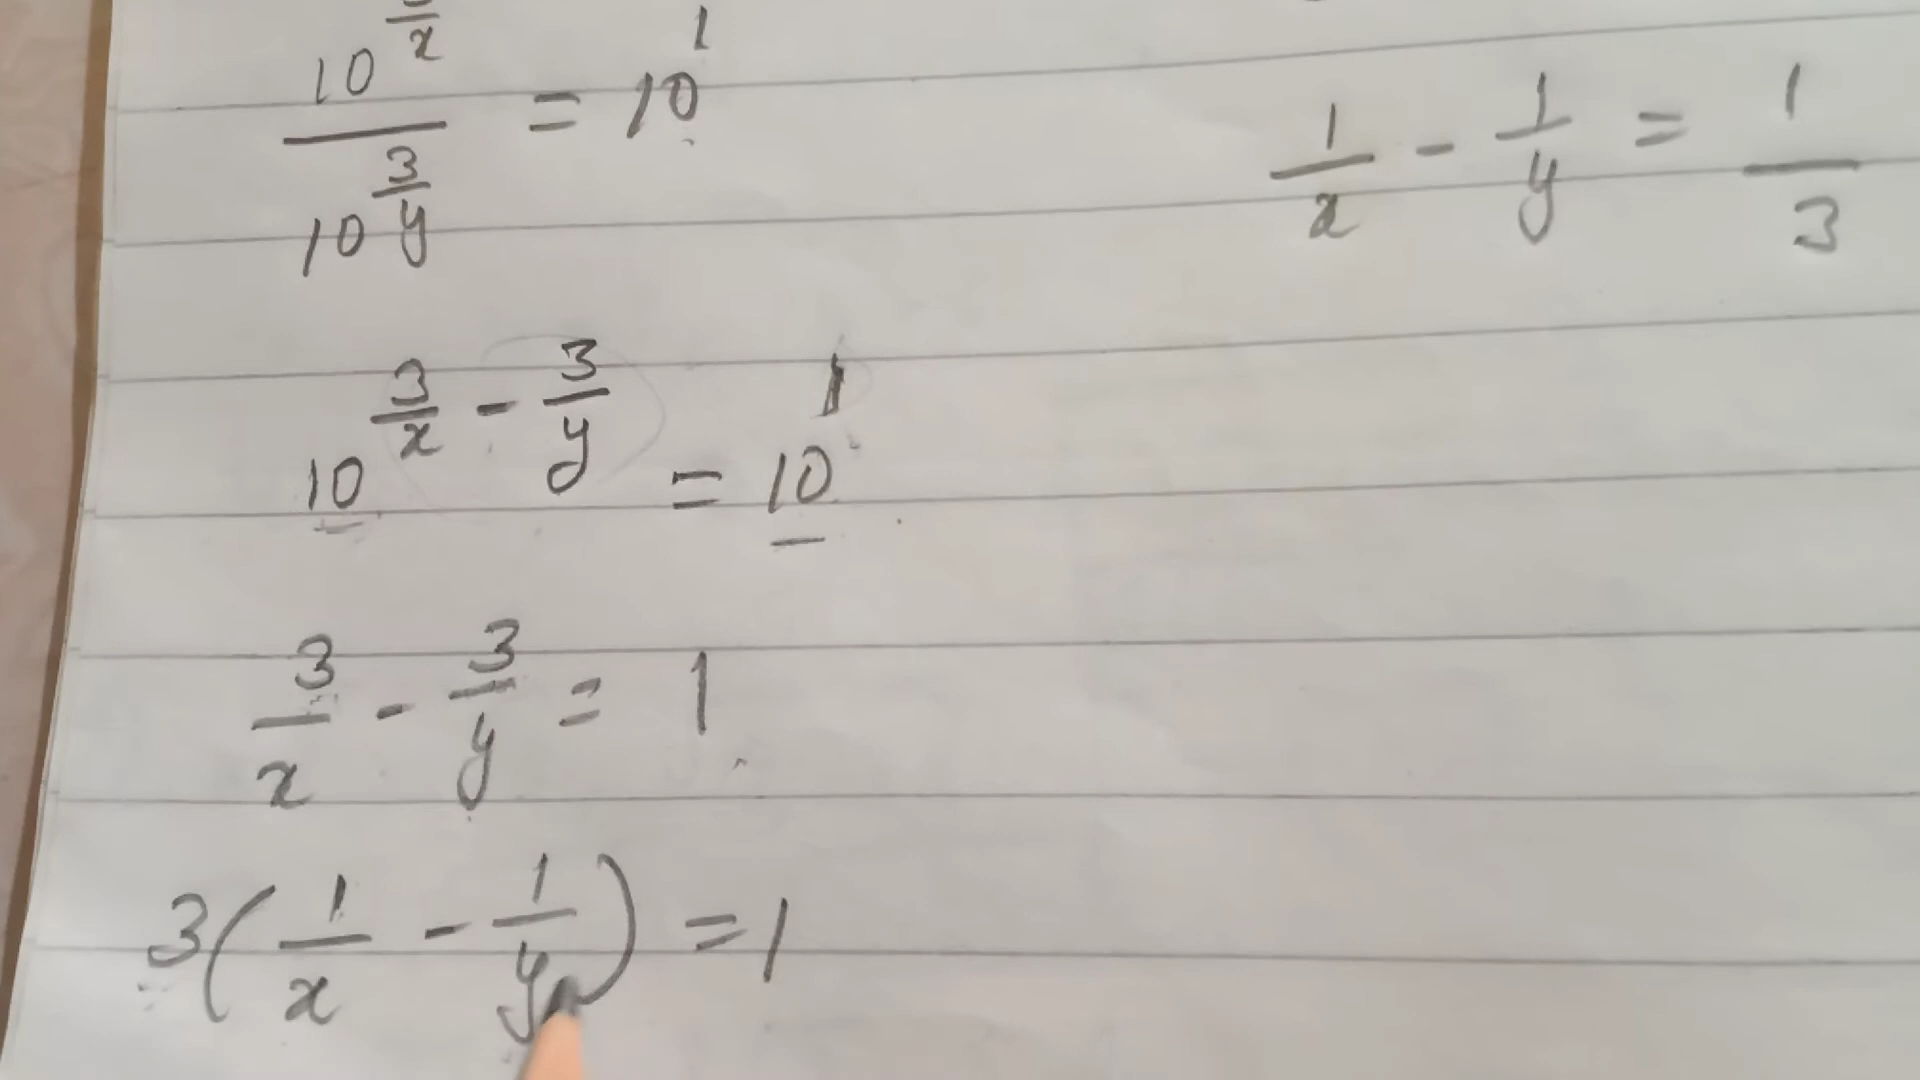 10^(3/x) / 10^(3/y) = 10^1
10^(3/x - 3/y) = 10^1
3/x - 3/y = 1
3(1/x - 1/y) = 1
1/x - 1/y = 1/3